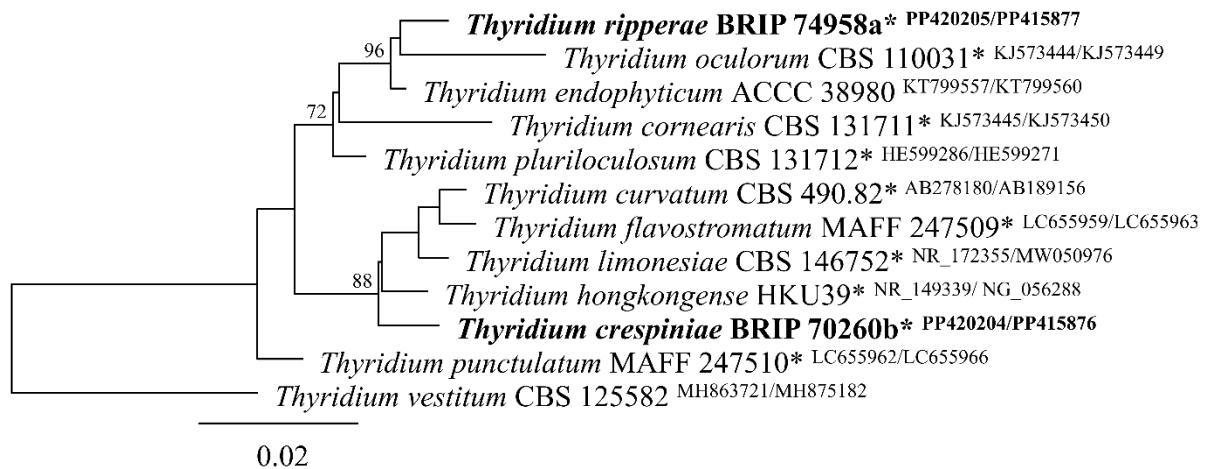 Thyridium ripperae BRIP 74958a* PP420205/PP415877
96
Thyridium oculorum CBS 110031* KJ573444/KJ573449
Thyridium endophyticum ACCC 38980 KT799557/KT799560
72
Thyridium cornearis CBS 131711* KJ573445/KJ573450
Thyridium pluriloculosum CBS 131712* HE599286/HE599271
Thyridium curvatum CBS 490.82* AB278180/AB189156
Thyridium flavostromatum MAFF 247509* LC655959/LC655963
Thyridium limonesiae CBS 146752* NR_172355/MW050976
88
Thyridium hongkongense HKU39* NR_149339/ NG_056288
Thyridium crespiniae BRIP 70260b* PP420204/PP415876
Thyridium punctulatum MAFF 247510* LC655962/LC655966
Thyridium vestitum CBS 125582 MH863721/MH875182
0.02